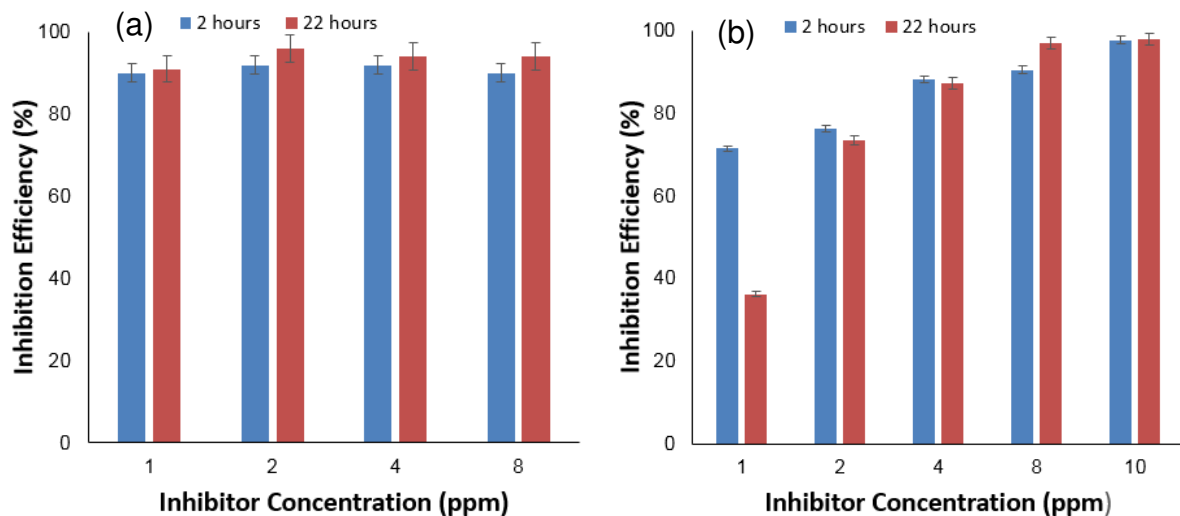 (a)
2 hours 22 hours
100
80
60
40
20
0
Inhibition Efficiency (%)
1 2 4 8
Inhibitor Concentration (ppm)
(b)
2 hours 22 hours
100
80
60
40
20
0
Inhibition Efficiency (%)
1 2 4 8 10
Inhibitor Concentration (ppm)